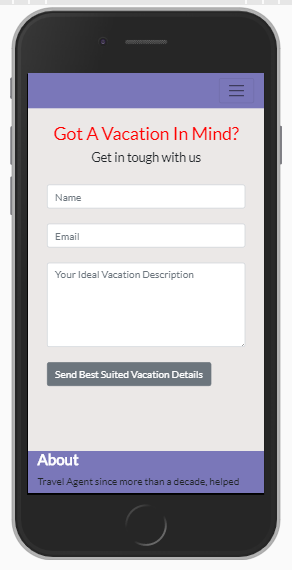 Got A Vacation In Mind?
Get in tough with us
Name
Email
Your Ideal Vacation Description
Send Best Suited Vacation Details
About
Travel Agent since more than a decade, helped